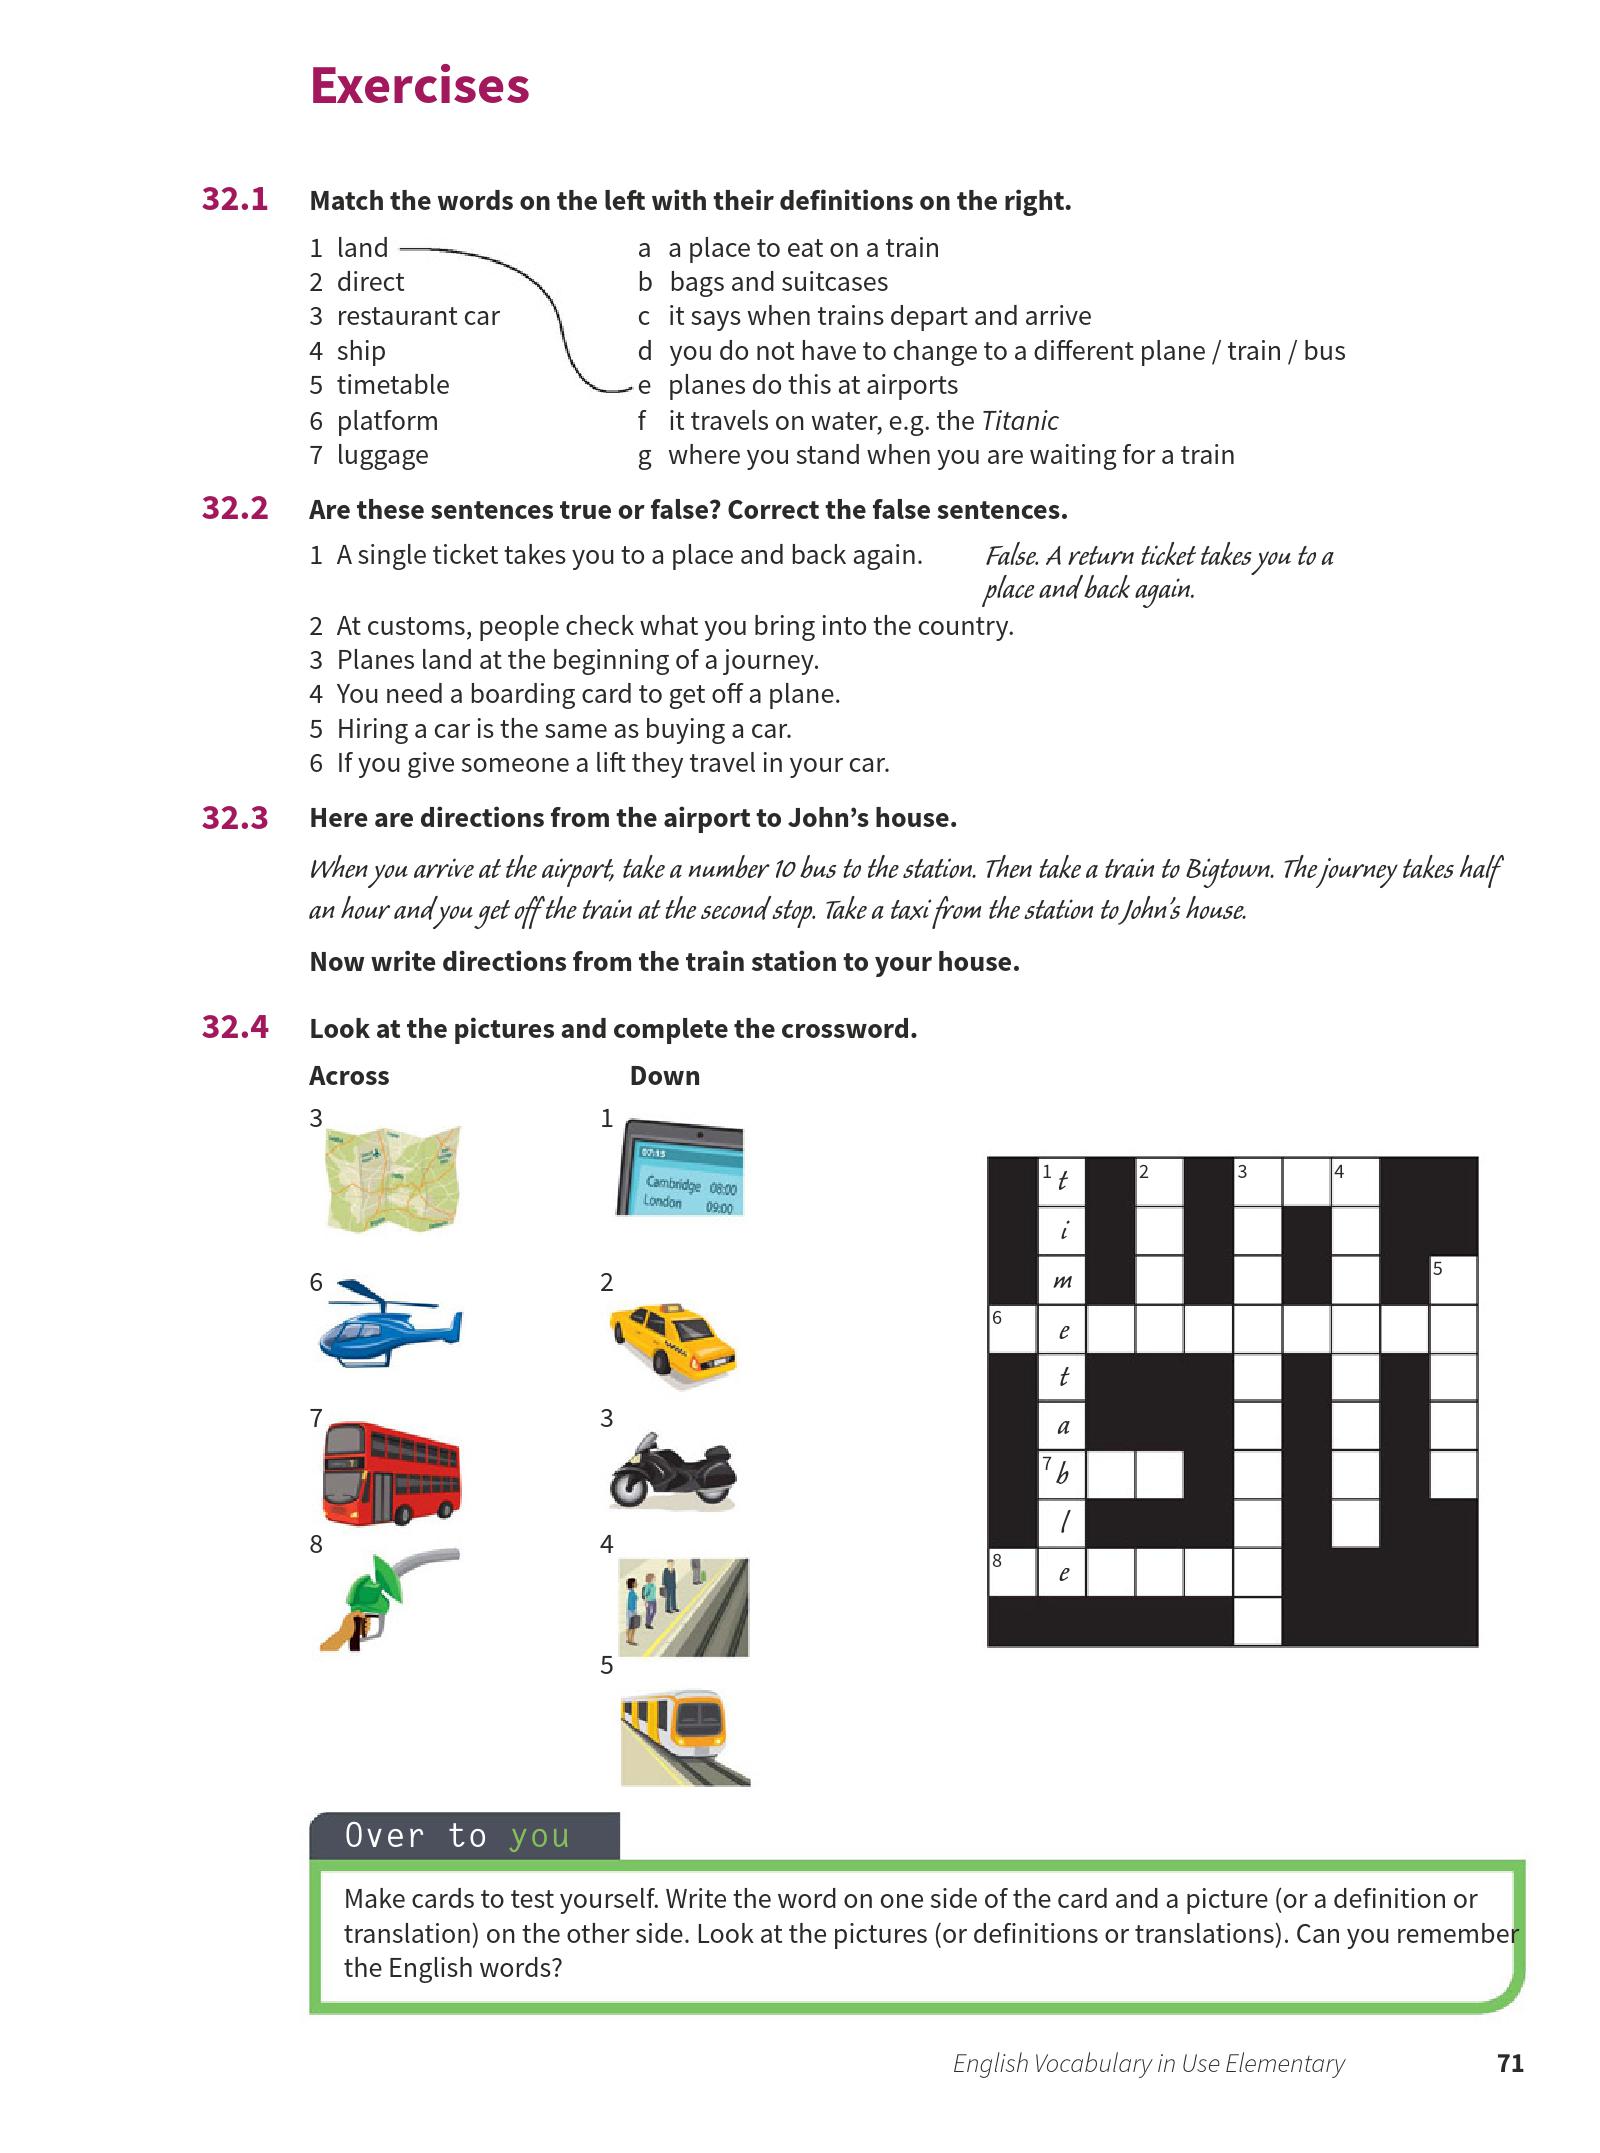 Exercises
32.1 Match the words on the left with their definitions on the right.
1 land a a place to eat on a train
2 direct b bags and suitcases
3 restaurant car c it says when trains depart and arrive
4 ship d you do not have to change to a different plane / train / bus
5 timetable e planes do this at airports
6 platform f it travels on water, e.g. the Titanic
7 luggage g where you stand when you are waiting for a train
32.2 Are these sentences true or false? Correct the false sentences.
1 A single ticket takes you to a place and back again. False. A return ticket takes you to a
place and back again.
2 At customs, people check what you bring into the country.
3 Planes land at the beginning of a journey.
4 You need a boarding card to get off a plane.
5 Hiring a car is the same as buying a car.
6 If you give someone a lift they travel in your car.
32.3 Here are directions from the airport to John’s house.
When you arrive at the airport, take a number 10 bus to the station. Then take a train to Bigtown. The journey takes half
an hour and you get off the train at the second stop. Take a taxi from the station to John’s house.
Now write directions from the train station to your house.
32.4 Look at the pictures and complete the crossword.
Across Down
3 1
07:15
Cambridge 08:00
London 09:00
6 2
7 3
8 4
5
1 t 2 3 4
i
m 5
6 e
t
a
7 b
l
8 e
Over to you
Make cards to test yourself. Write the word on one side of the card and a picture (or a definition or
translation) on the other side. Look at the pictures (or definitions or translations). Can you remember
the English words?
English Vocabulary in Use Elementary 71